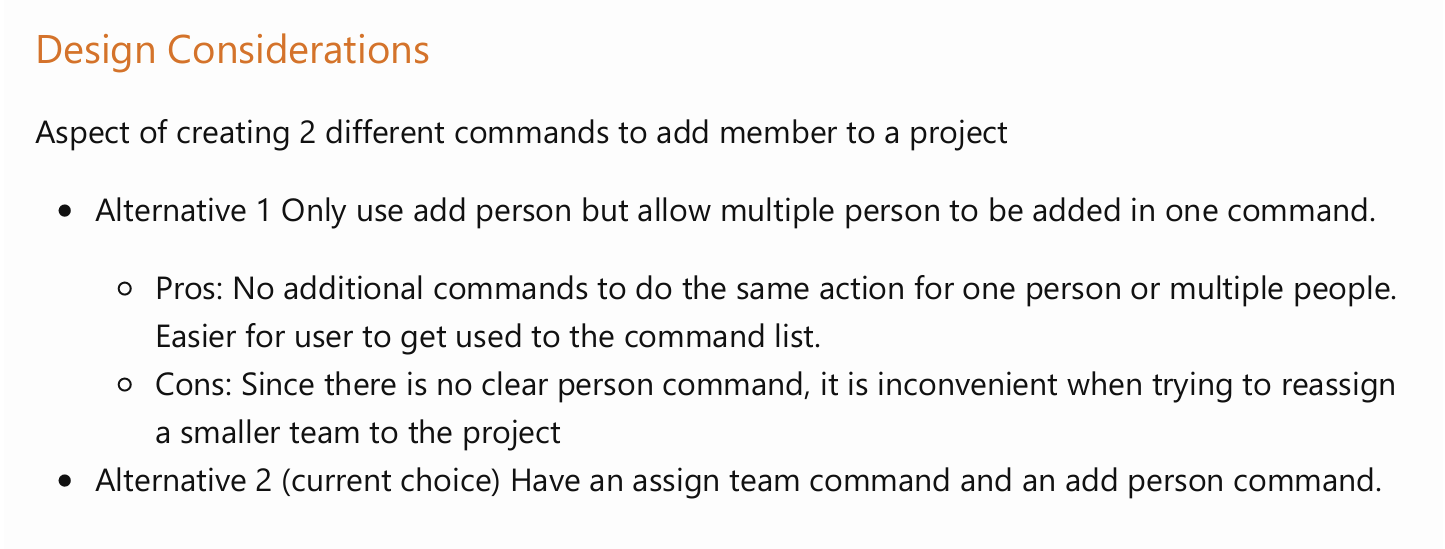 Design Considerations
Aspect of creating 2 different commands to add member to a project
• Alternative 1 Only use add person but allow multiple person to be added in one command.
◦ Pros: No additional commands to do the same action for one person or multiple people.
Easier for user to get used to the command list.
◦ Cons: Since there is no clear person command, it is inconvenient when trying to reassign
a smaller team to the project
• Alternative 2 (current choice) Have an assign team command and an add person command.